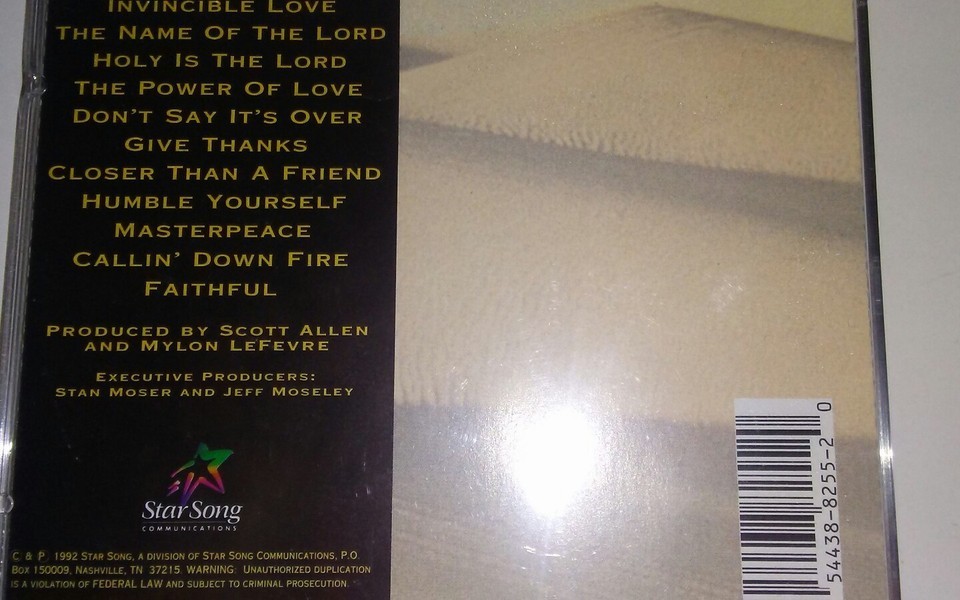 INVINCIBLE LOVE
THE NAME OF THE LORD
HOLY IS THE LORD
THE POWER OF LOVE
DON'T SAY IT'S OVER
GIVE THANKS
CLOSER THAN A FRIEND
HUMBLE YOURSELF
MASTERPEACE
CALLIN' DOWN FIRE
FAITHFUL
PRODUCED BY SCOTT ALLEN
AND MYLON LEFEVRE
EXECUTIVE PRODUCERS:
STAN MOSER AND JEFF MOSELEY
Star Song
COMMUNICATIONS
C & P 1992 STAR SONG, A DIVISION OF STAR SONG COMMUNICATIONS, P.O.
BOX 150009, NASHVILLE, TN 37215. WARNING: UNAUTHORIZED DUPLICATION
IS A VIOLATION OF FEDERAL LAW AND SUBJECT TO CRIMINAL PROSECUTION.
54438-8255-2 0